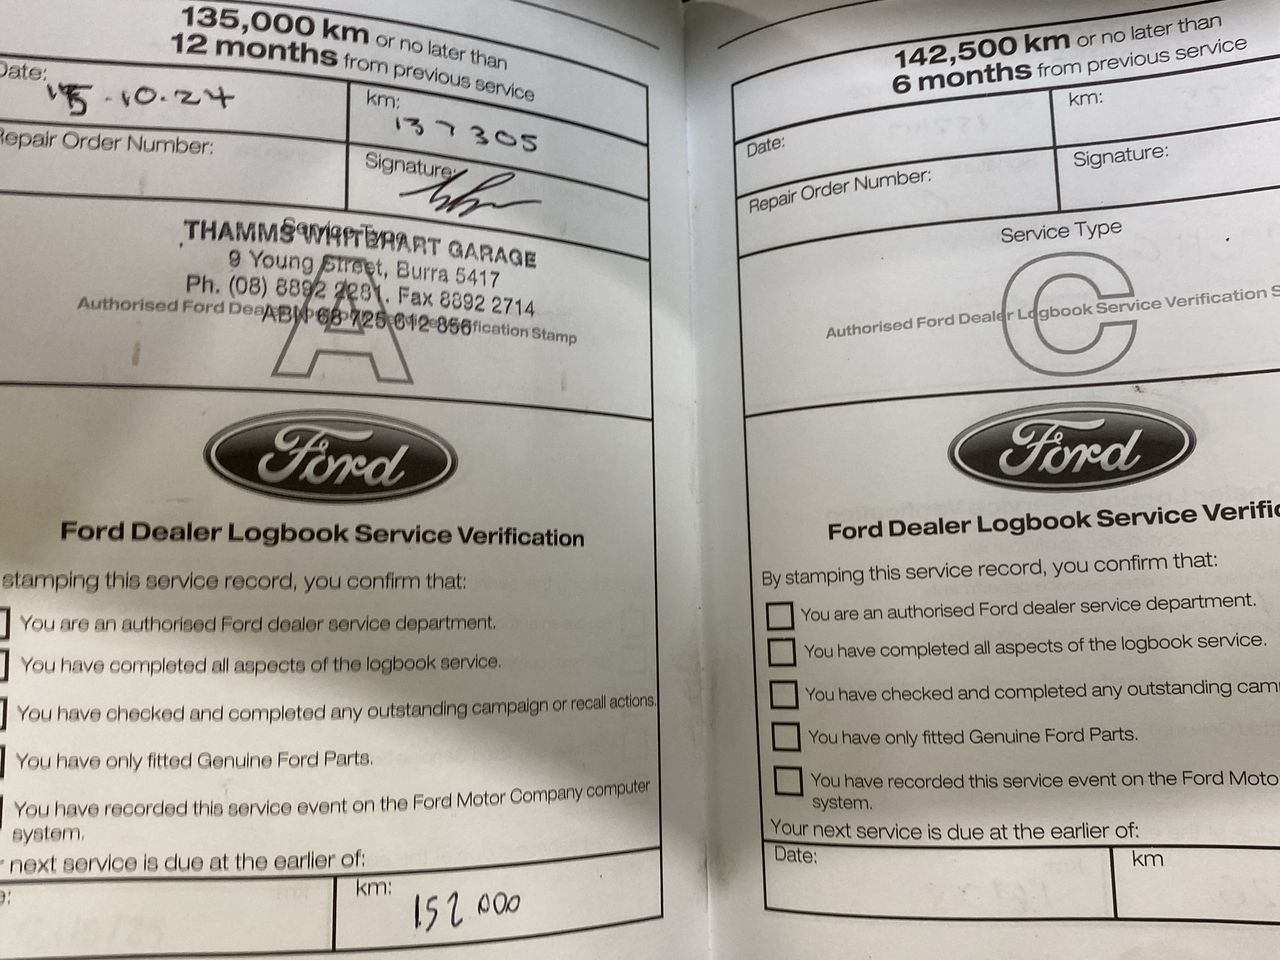 135,000 km or no later than
12 months from previous service
Date:
15.10.24
km:
137305
Repair Order Number:
Signature:
Service Type
THAMMS WHITEHART GARAGE
9 Young Street, Burra 5417
Ph. (08) 8892 2281. Fax 8892 2714
ABN 68 725 612 856
Authorised Ford Dealer Logbook Service Verification Stamp
A
Ford
Ford Dealer Logbook Service Verification
stamping this service record, you confirm that:
You are an authorised Ford dealer service department.
You have completed all aspects of the logbook service.
You have checked and completed any outstanding campaign or recall actions.
You have only fitted Genuine Ford Parts.
You have recorded this service event on the Ford Motor Company computer
system.
next service is due at the earlier of:
km:
152000
142,500 km or no later than
6 months from previous service
Date:
km:
Repair Order Number:
Signature:
Service Type
Authorised Ford Dealer Logbook Service Verification S
C
Ford
Ford Dealer Logbook Service Verific
By stamping this service record, you confirm that:
You are an authorised Ford dealer service department.
You have completed all aspects of the logbook service.
You have checked and completed any outstanding cam
You have only fitted Genuine Ford Parts.
You have recorded this service event on the Ford Moto
system.
Your next service is due at the earlier of:
Date:
km